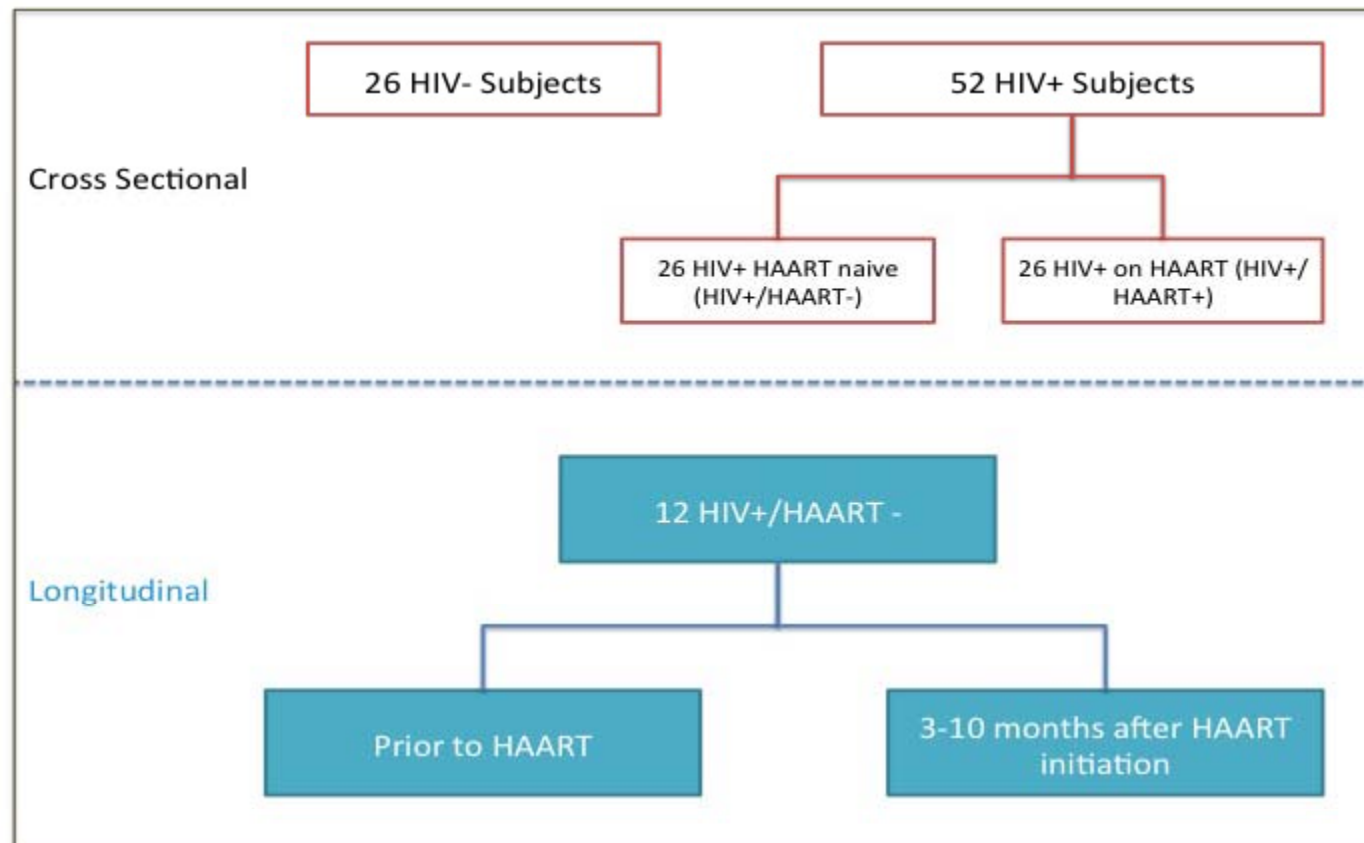 26 HIV- Subjects
52 HIV+ Subjects
Cross Sectional
26 HIV+ HAART naive
(HIV+/HAART-)
26 HIV+ on HAART (HIV+/
HAART+)
12 HIV+/HAART -
Longitudinal
Prior to HAART
3-10 months after HAART
initiation